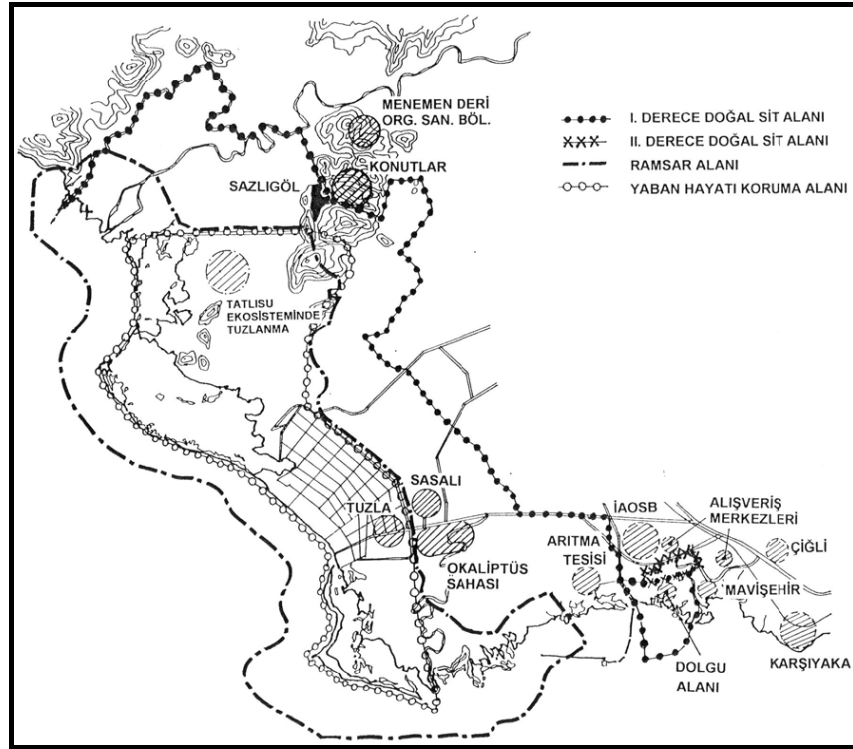 MENEMEN DERİ
ORG. SAN. BÖL.
KONUTLAR
SAZLIGÖL
I. DERECE DOĞAL SİT ALANI
II. DERECE DOĞAL SİT ALANI
RAMSAR ALANI
YABAN HAYATI KORUMA ALANI
TATLISU
EKOSİSTEMİNDE
TUZLANMA
SASALI
TUZLA
OKALİPTÜS
SAHASI
ARITMA
TESİSİ
İAOSB
ALIŞVERİŞ
MERKEZLERİ
ÇİĞLİ
MAVİŞEHİR
DOLGU
ALANI
KARŞIYAKA